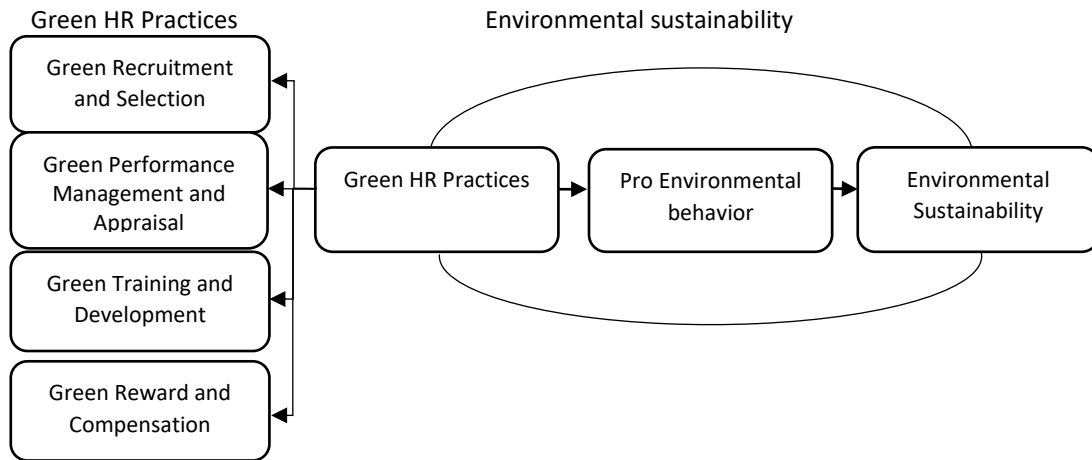 Green HR Practices
Environmental sustainability
Green Recruitment
and Selection
Green Performance
Management and
Appraisal
Green Training and
Development
Green Reward and
Compensation
Green HR Practices
Pro Environmental
behavior
Environmental
Sustainability